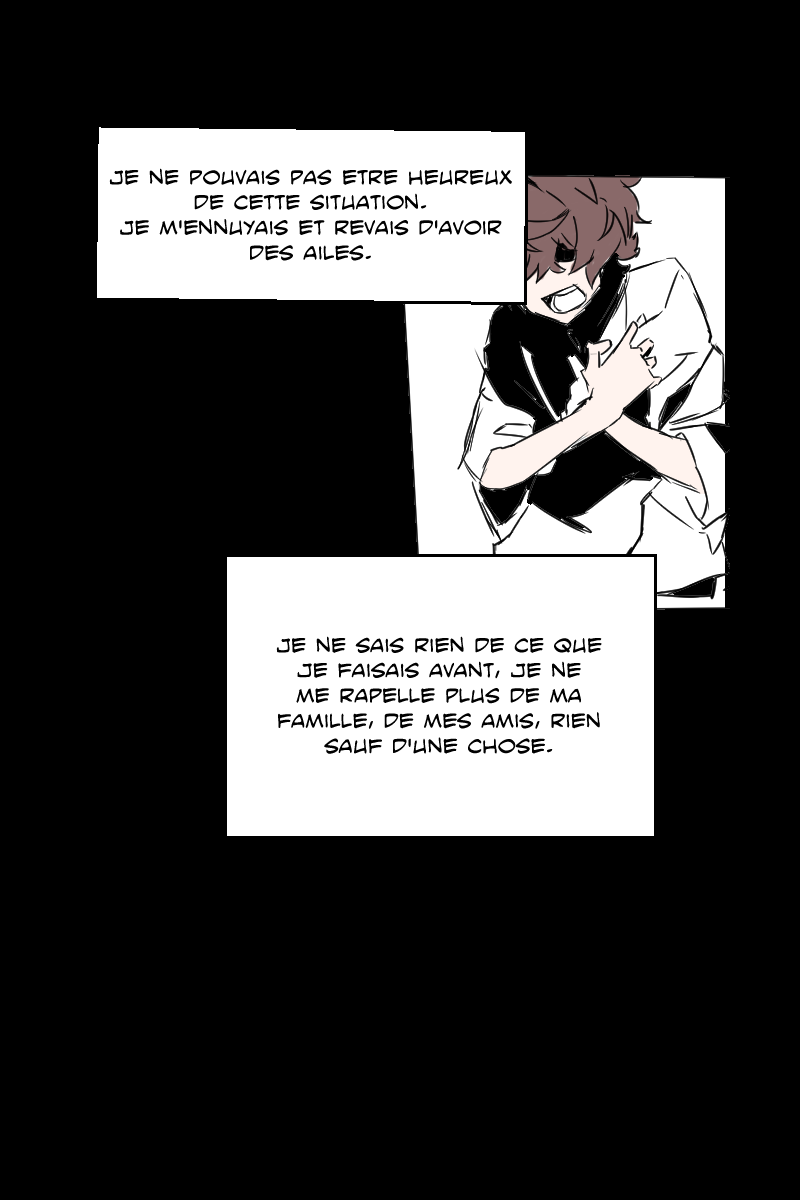 JE NE POUVAIS PAS ETRE HEUREUX
DE CETTE SITUATION.
JE M'ENNUYAIS ET REVAIS D'AVOIR
DES AILES.
JE NE SAIS RIEN DE CE QUE
JE FAISAIS AVANT, JE NE
ME RAPELLE PLUS DE MA
FAMILLE, DE MES AMIS, RIEN
SAUF D'UNE CHOSE.